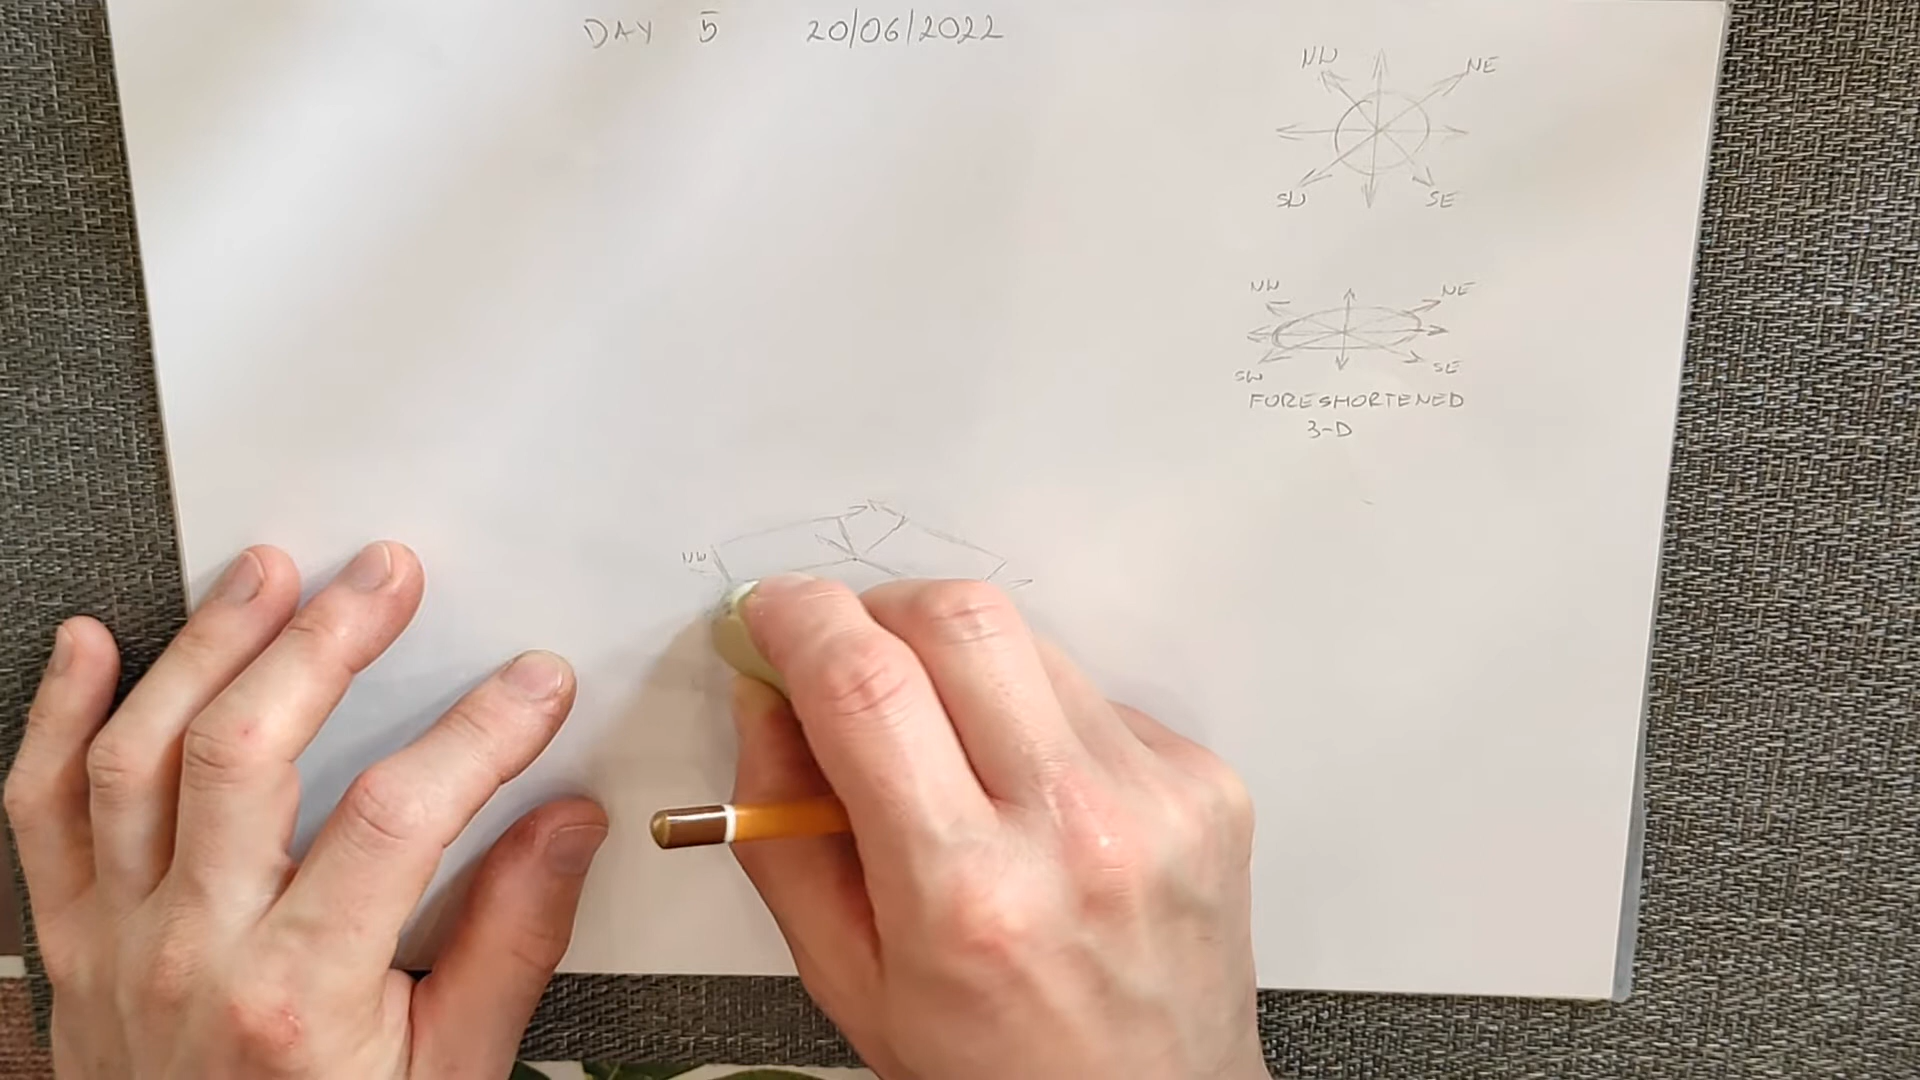 DAY 5 20/06/2022
NW NE
SW SE
NW NE
SW SE
FORESHORTENED
3-D
NW